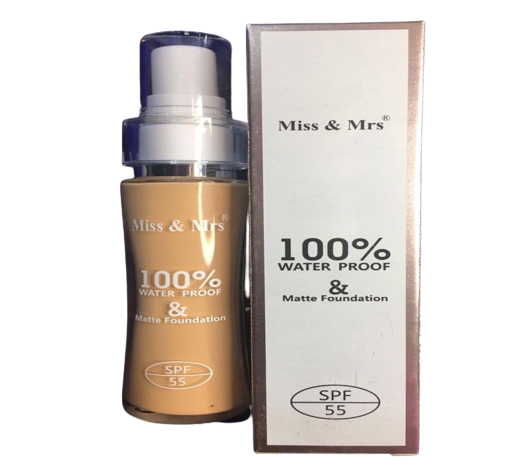 Miss & Mrs®
100%
WATER PROOF
&
Matte Foundation
SPF
55
Miss & Mrs®
100%
WATER PROOF
&
Matte Foundation
SPF
55